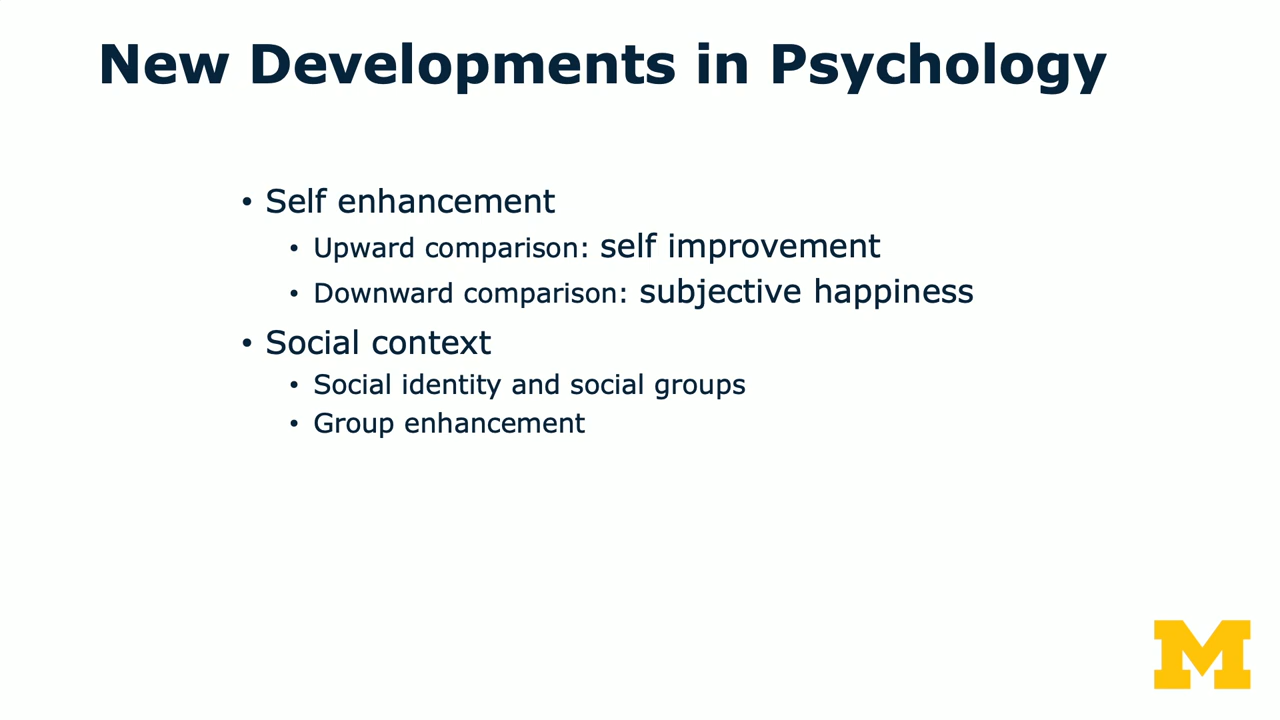 New Developments in Psychology
• Self enhancement
• Upward comparison: self improvement
• Downward comparison: subjective happiness
• Social context
• Social identity and social groups
• Group enhancement
M